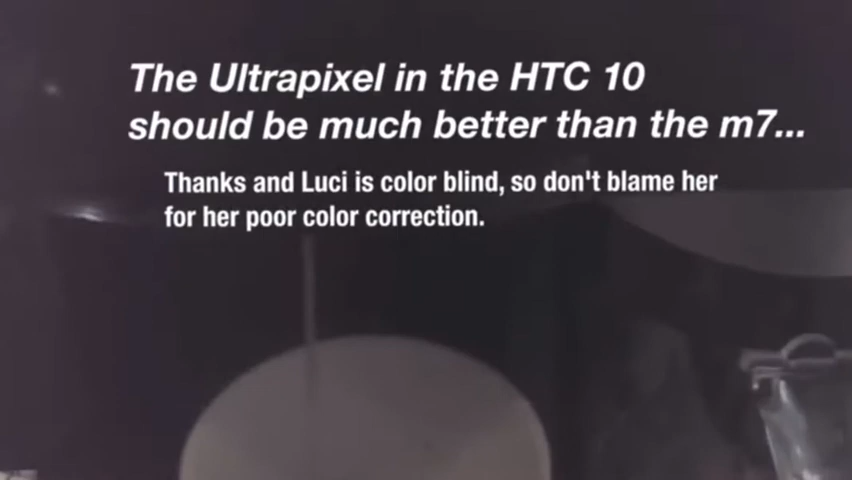 The Ultrapixel in the HTC 10
should be much better than the m7...
Thanks and Luci is color blind, so don't blame her
for her poor color correction.